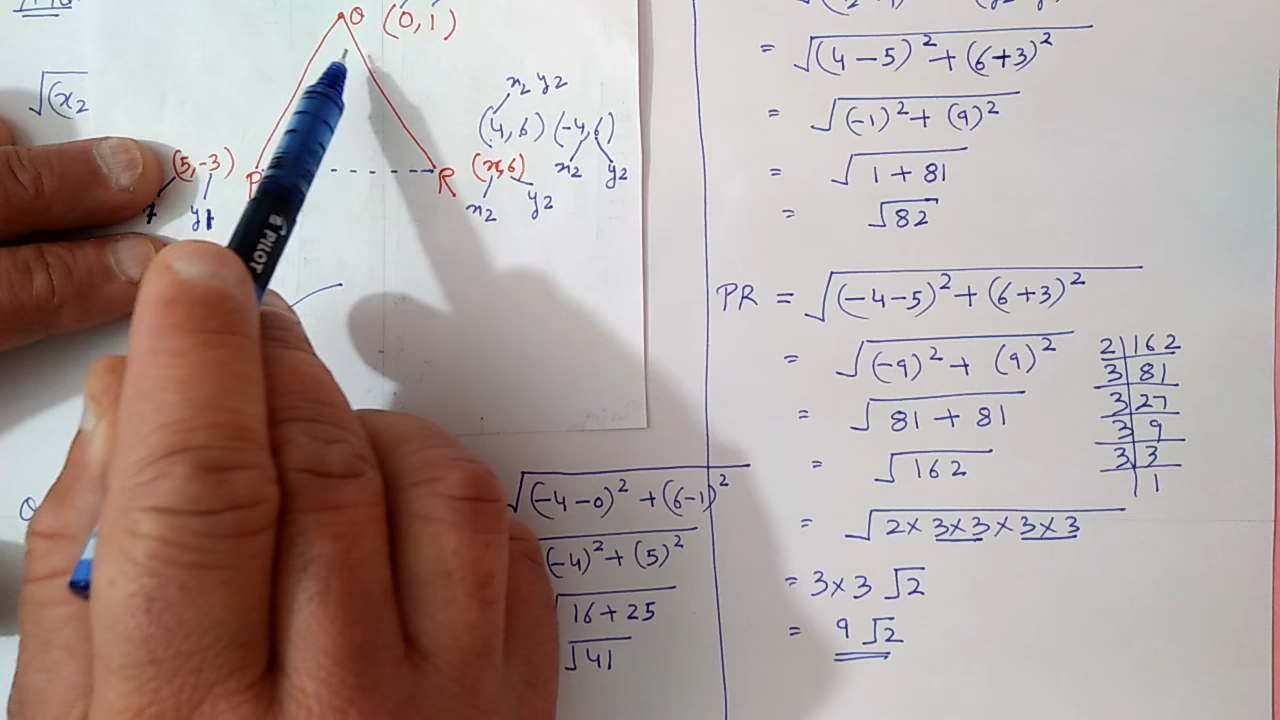 Q (0, 1)
√(x2
x2 y2
(4, 6) (-4, 6)
(5, -3) P R (x, 6) x2 y2
y1 x2 y2
PILOT
= √(4-5)² + (6+3)²
= √(-1)² + (9)²
= √1 + 81
= √82
PR = √(-4-5)² + (6+3)²
= √(-9)² + (9)²
= √81 + 81
= √162
= √2 × 3×3 × 3×3
= 3×3 √2
= 9 √2
2 | 162
3 | 81
3 | 27
3 | 9
3 | 3
| 1
√(-4-0)² + (6-1)²
(-4)² + (5)²
16 + 25
√41